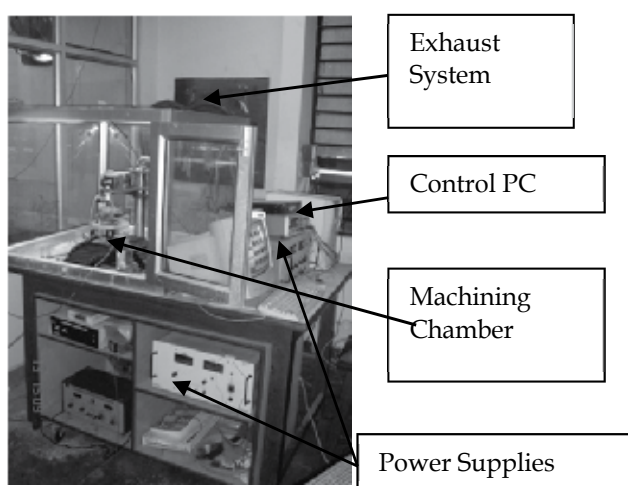 Exhaust
System
Control PC
Machining
Chamber
Power Supplies